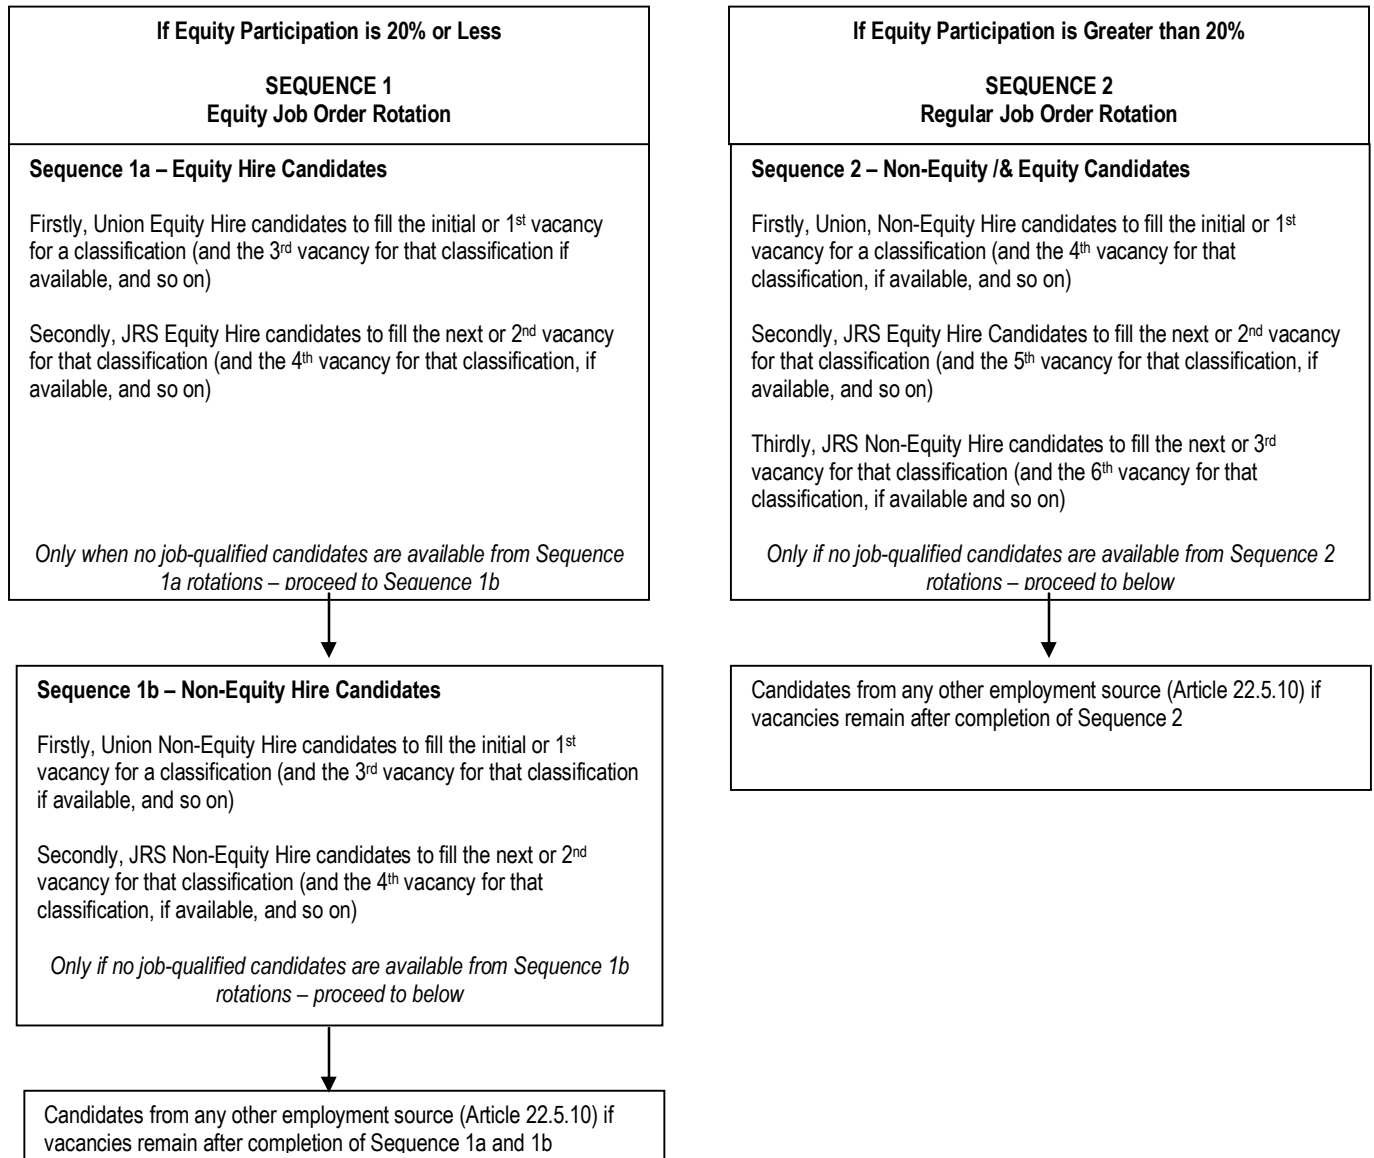 If Equity Participation is 20% or Less
SEQUENCE 1
Equity Job Order Rotation
Sequence 1a – Equity Hire Candidates
Firstly, Union Equity Hire candidates to fill the initial or 1st vacancy
for a classification (and the 3rd vacancy for that classification if
available, and so on)
Secondly, JRS Equity Hire candidates to fill the next or 2nd vacancy
for that classification (and the 4th vacancy for that classification, if
available, and so on)
Only when no job-qualified candidates are available from Sequence
1a rotations – proceed to Sequence 1b
Sequence 1b – Non-Equity Hire Candidates
Firstly, Union Non-Equity Hire candidates to fill the initial or 1st
vacancy for a classification (and the 3rd vacancy for that classification
if available, and so on)
Secondly, JRS Non-Equity Hire candidates to fill the next or 2nd
vacancy for that classification (and the 4th vacancy for that
classification, if available, and so on)
Only if no job-qualified candidates are available from Sequence 1b
rotations – proceed to below
Candidates from any other employment source (Article 22.5.10) if
vacancies remain after completion of Sequence 1a and 1b
If Equity Participation is Greater than 20%
SEQUENCE 2
Regular Job Order Rotation
Sequence 2 – Non-Equity /& Equity Candidates
Firstly, Union, Non-Equity Hire candidates to fill the initial or 1st
vacancy for a classification (and the 4th vacancy for that
classification, if available, and so on)
Secondly, JRS Equity Hire Candidates to fill the next or 2nd vacancy
for that classification (and the 5th vacancy for that classification, if
available, and so on)
Thirdly, JRS Non-Equity Hire candidates to fill the next or 3rd
vacancy for that classification (and the 6th vacancy for that
classification, if available and so on)
Only if no job-qualified candidates are available from Sequence 2
rotations – proceed to below
Candidates from any other employment source (Article 22.5.10) if
vacancies remain after completion of Sequence 2